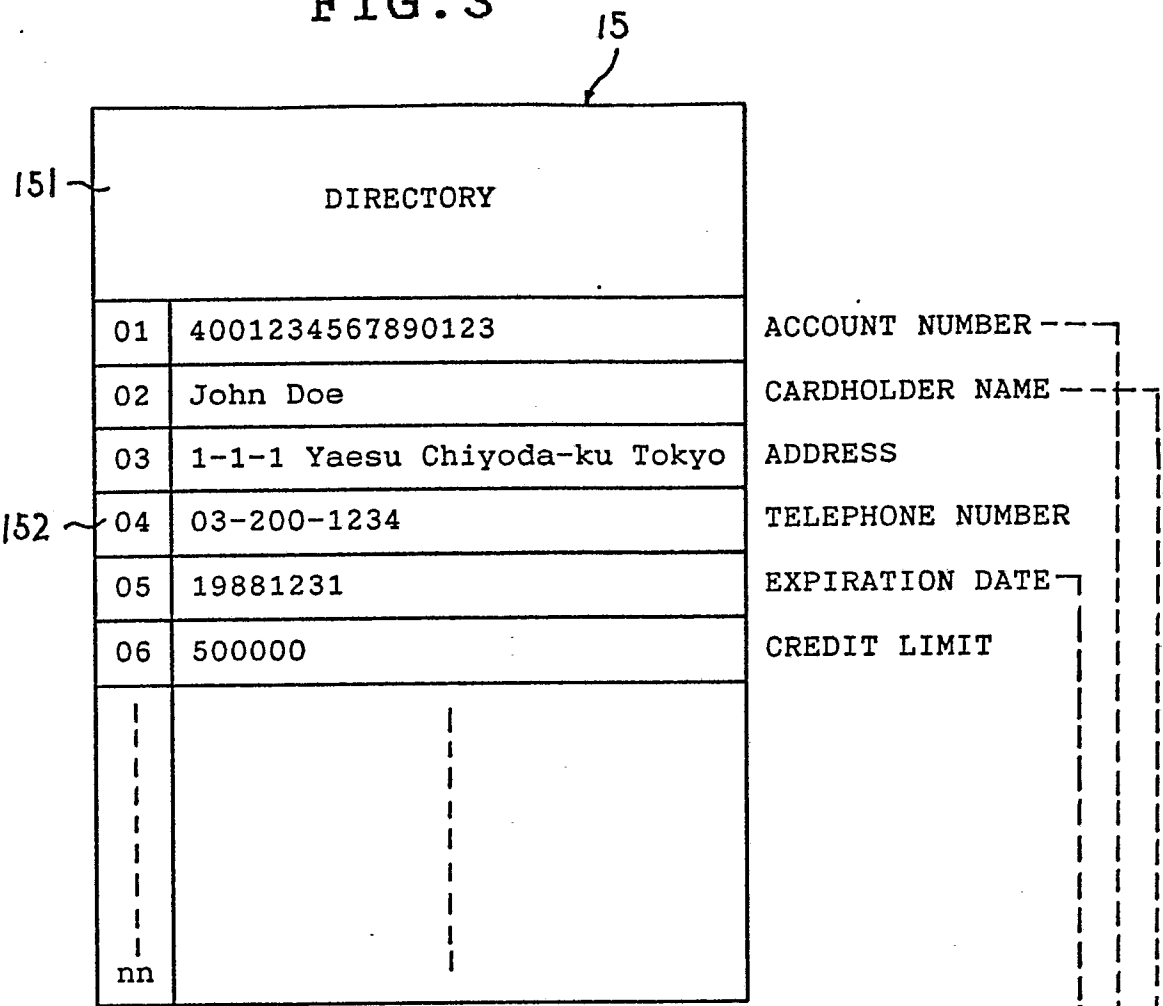 FIG.3
15
151
DIRECTORY
01 4001234567890123 ACCOUNT NUMBER
02 John Doe CARDHOLDER NAME
03 1-1-1 Yaesu Chiyoda-ku Tokyo ADDRESS
152 04 03-200-1234 TELEPHONE NUMBER
05 19881231 EXPIRATION DATE
06 500000 CREDIT LIMIT
nn